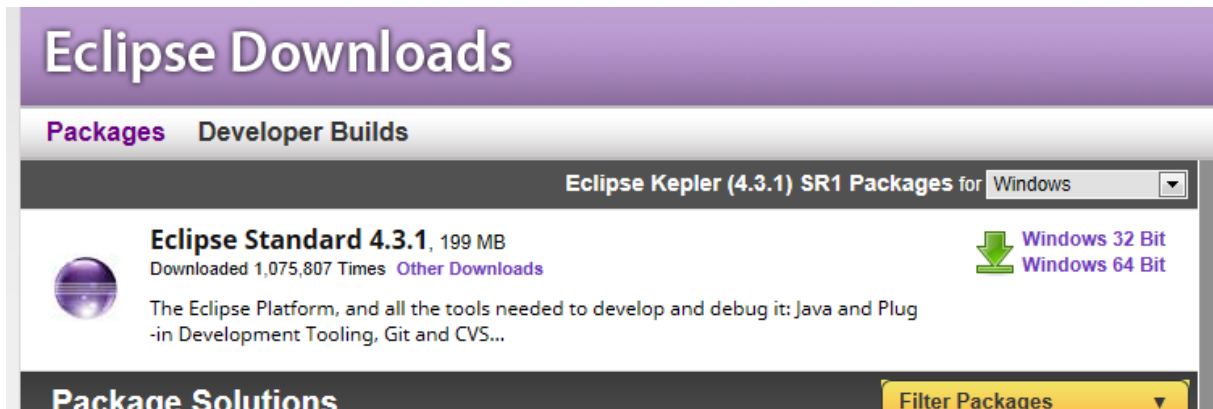 Eclipse Downloads
Packages Developer Builds
Eclipse Kepler (4.3.1) SR1 Packages for Windows
Eclipse Standard 4.3.1, 199 MB
Downloaded 1,075,807 Times Other Downloads
Windows 32 Bit
Windows 64 Bit
The Eclipse Platform, and all the tools needed to develop and debug it: Java and Plug
-in Development Tooling, Git and CVS...
Package Solutions
Filter Packages